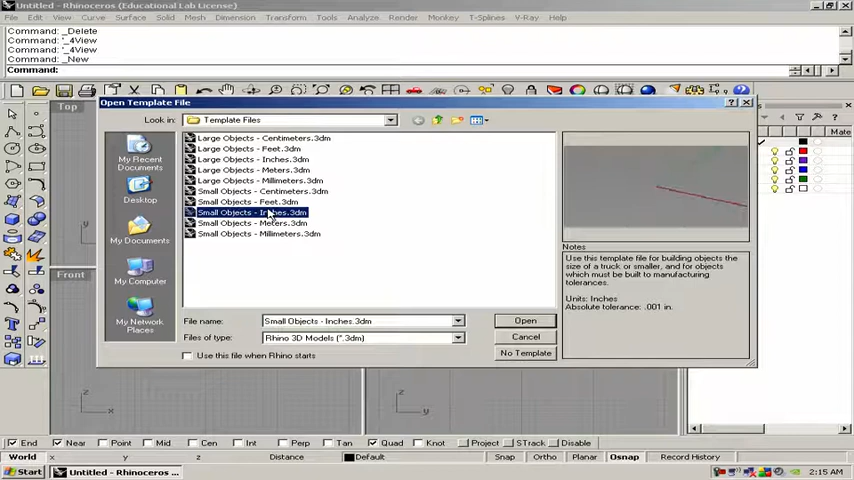 Untitled - Rhinoceros (Educational Lab License)
File Edit View Curve Surface Solid Mesh Dimension Transform Tools Analyze Render Monkey T-Splines V-Ray Help
Command: _Delete
Command: '_4View
Command: '_4View
Command: _New
Command:
Top
Open Template File
Look in: Template Files
My Recent Documents
Desktop
My Documents
My Computer
My Network Places
Large Objects - Centimeters.3dm
Large Objects - Feet.3dm
Large Objects - Inches.3dm
Large Objects - Meters.3dm
Large Objects - Millimeters.3dm
Small Objects - Centimeters.3dm
Small Objects - Feet.3dm
Small Objects - Inches.3dm
Small Objects - Meters.3dm
Small Objects - Millimeters.3dm
Notes
Use this template file for building objects the size of a truck or smaller, and for objects
which must be built to manufacturing
tolerances.
Units: Inches
Absolute tolerance: .001 in.
File name: Small Objects - Inches.3dm Open
Files of type: Rhino 3D Models (*.3dm) Cancel
Use this file when Rhino starts No Template
Mate
Front
y
z
x
z
y
End Near Point Mid Cen Int Perp Tan Quad Knot Project STrack Disable
World x y z Distance Default Snap Ortho Planar Osnap Record History
Start Untitled - Rhinoceros ... 2:15 AM